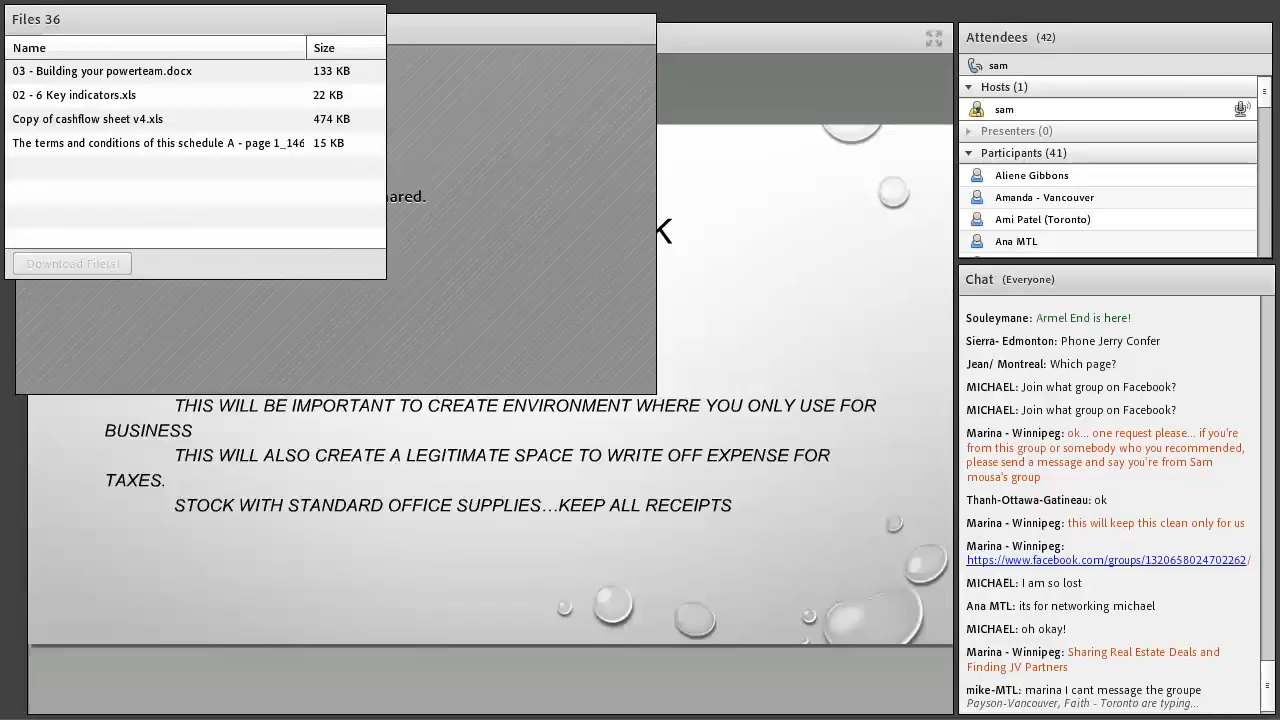 Files 36
Name Size
03 - Building your powerteam.docx 133 KB
02 - 6 Key indicators.xls 22 KB
Copy of cashflow sheet v4.xls 474 KB
The terms and conditions of this schedule A - page 1_146 15 KB
Download File(s)
ared.
K
THIS WILL BE IMPORTANT TO CREATE ENVIRONMENT WHERE YOU ONLY USE FOR
BUSINESS
THIS WILL ALSO CREATE A LEGITIMATE SPACE TO WRITE OFF EXPENSE FOR
TAXES.
STOCK WITH STANDARD OFFICE SUPPLIES…KEEP ALL RECEIPTS
Attendees (42)
sam
Hosts (1)
sam
Presenters (0)
Participants (41)
Aliene Gibbons
Amanda - Vancouver
Ami Patel (Toronto)
Ana MTL
Chat (Everyone)
Souleymane: Armel End is here!
Sierra- Edmonton: Phone Jerry Confer
Jean/ Montreal: Which page?
MICHAEL: Join what group on Facebook?
MICHAEL: Join what group on Facebook?
Marina - Winnipeg: ok... one request please... if you're
from this group or somebody who you recommended,
please send a message and say you're from Sam
mousa's group
Thanh-Ottawa-Gatineau: ok
Marina - Winnipeg: this will keep this clean only for us
Marina - Winnipeg:
https://www.facebook.com/groups/1320658024702262/
MICHAEL: I am so lost
Ana MTL: its for networking michael
MICHAEL: oh okay!
Marina - Winnipeg: Sharing Real Estate Deals and
Finding JV Partners
mike-MTL: marina I cant message the groupe
Payson-Vancouver, Faith - Toronto are typing...